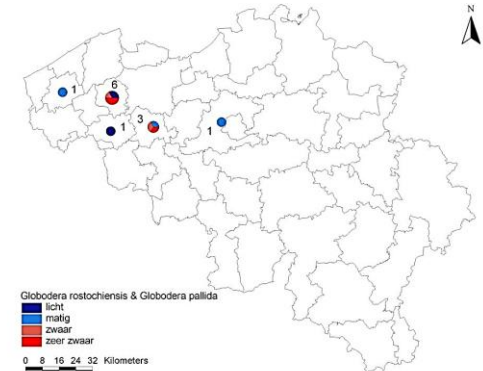 N
6
1
3
1
1
Globodera rostochiensis & Globodera pallida
licht
matig
zwaar
zeer zwaar
0 8 16 24 32 Kilometers